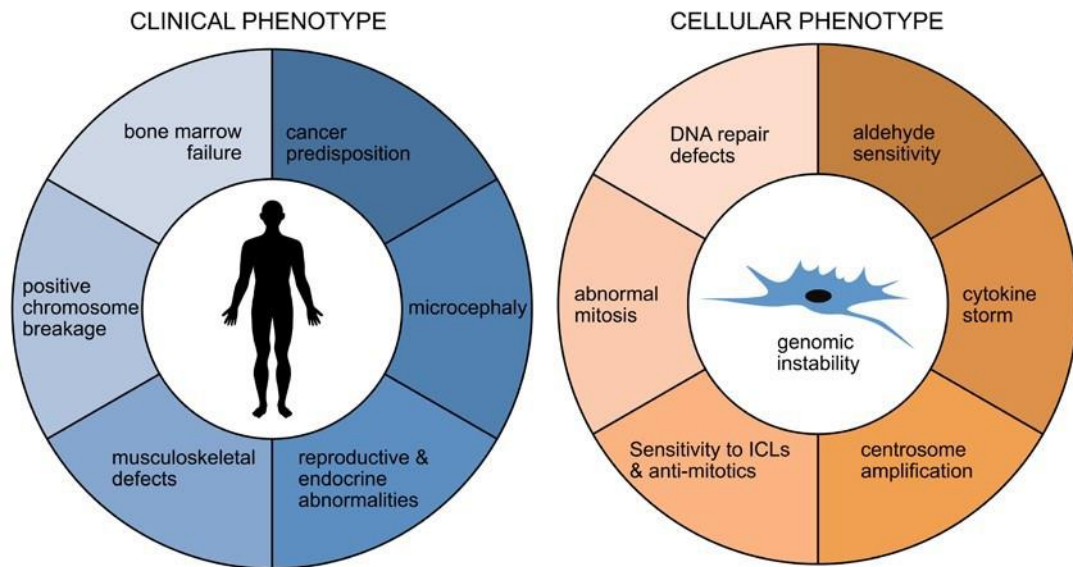 CLINICAL PHENOTYPE
bone marrow
failure
cancer
predisposition
positive
chromosome
breakage
microcephaly
musculoskeletal
defects
reproductive &
endocrine
abnormalities
CELLULAR PHENOTYPE
DNA repair
defects
aldehyde
sensitivity
abnormal
mitosis
genomic
instability
cytokine
storm
Sensitivity to ICLs
& anti-mitotics
centrosome
amplification